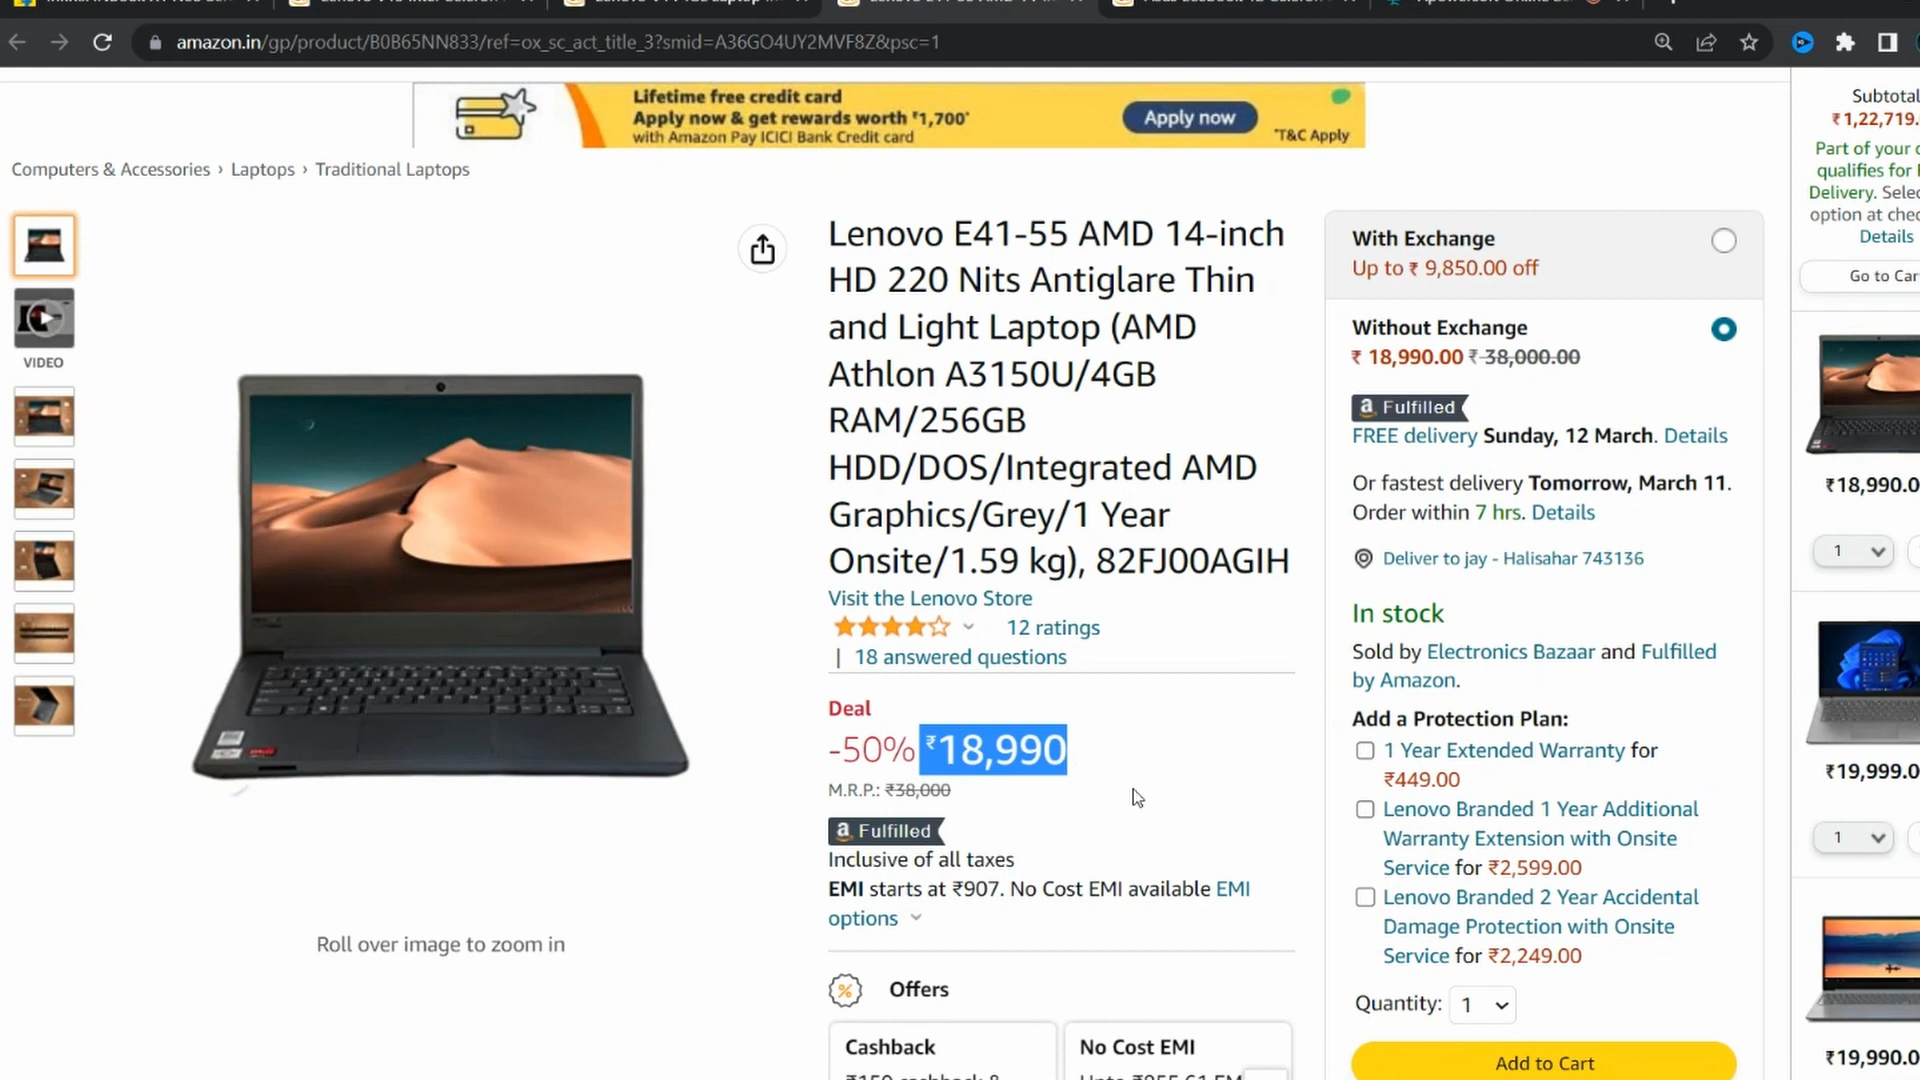 amazon.in/gp/product/B0B65NN833/ref=ox_sc_act_title_3?smid=A36GO4UY2MVF8Z&psc=1
Lifetime free credit card
Apply now & get rewards worth ₹1,700*
with Amazon Pay ICICI Bank Credit card
Apply now
*T&C Apply
Computers & Accessories › Laptops › Traditional Laptops
VIDEO
Roll over image to zoom in
Lenovo E41-55 AMD 14-inch
HD 220 Nits Antiglare Thin
and Light Laptop (AMD
Athlon A3150U/4GB
RAM/256GB
HDD/DOS/Integrated AMD
Graphics/Grey/1 Year
Onsite/1.59 kg), 82FJ00AGIH
Visit the Lenovo Store
12 ratings
| 18 answered questions
Deal
-50% ₹18,990
M.R.P.: ₹38,000
a Fulfilled
Inclusive of all taxes
EMI starts at ₹907. No Cost EMI available EMI
options
% Offers
Cashback
No Cost EMI
With Exchange
Up to ₹ 9,850.00 off
Without Exchange
₹ 18,990.00 ₹ 38,000.00
a Fulfilled
FREE delivery Sunday, 12 March. Details
Or fastest delivery Tomorrow, March 11.
Order within 7 hrs. Details
Deliver to jay - Halisahar 743136
In stock
Sold by Electronics Bazaar and Fulfilled
by Amazon.
Add a Protection Plan:
1 Year Extended Warranty for
₹449.00
Lenovo Branded 1 Year Additional
Warranty Extension with Onsite
Service for ₹2,599.00
Lenovo Branded 2 Year Accidental
Damage Protection with Onsite
Service for ₹2,249.00
Quantity: 1
Add to Cart
Subtotal
₹1,22,719.
Part of your
qualifies for
Delivery. Selec
option at chec
Details
Go to Car
₹18,990.0
1
₹19,999.0
1
₹19,990.0